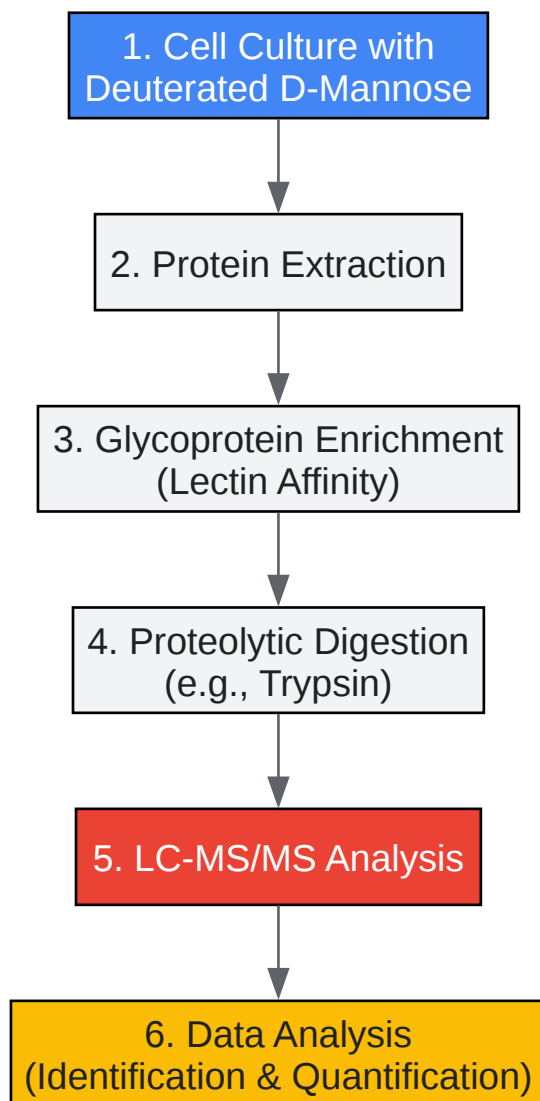 1. Cell Culture with
Deuterated D-Mannose
2. Protein Extraction
3. Glycoprotein Enrichment
(Lectin Affinity)
4. Proteolytic Digestion
(e.g., Trypsin)
5. LC-MS/MS Analysis
6. Data Analysis
(Identification & Quantification)